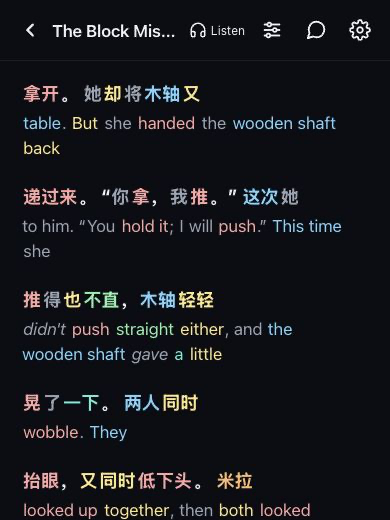 The Block Mis... Listen
拿开。 她却将木轴又
table. But she handed the wooden shaft
back
递过来。 “你拿，我推。” 这次她
to him. “You hold it; I will push.” This time
she
推得也不直， 木轴轻轻
didn't push straight either, and the
wooden shaft gave a little
晃了一下。 两人同时
wobble. They
抬眼， 又同时低下头。 米拉
looked up together, then both looked